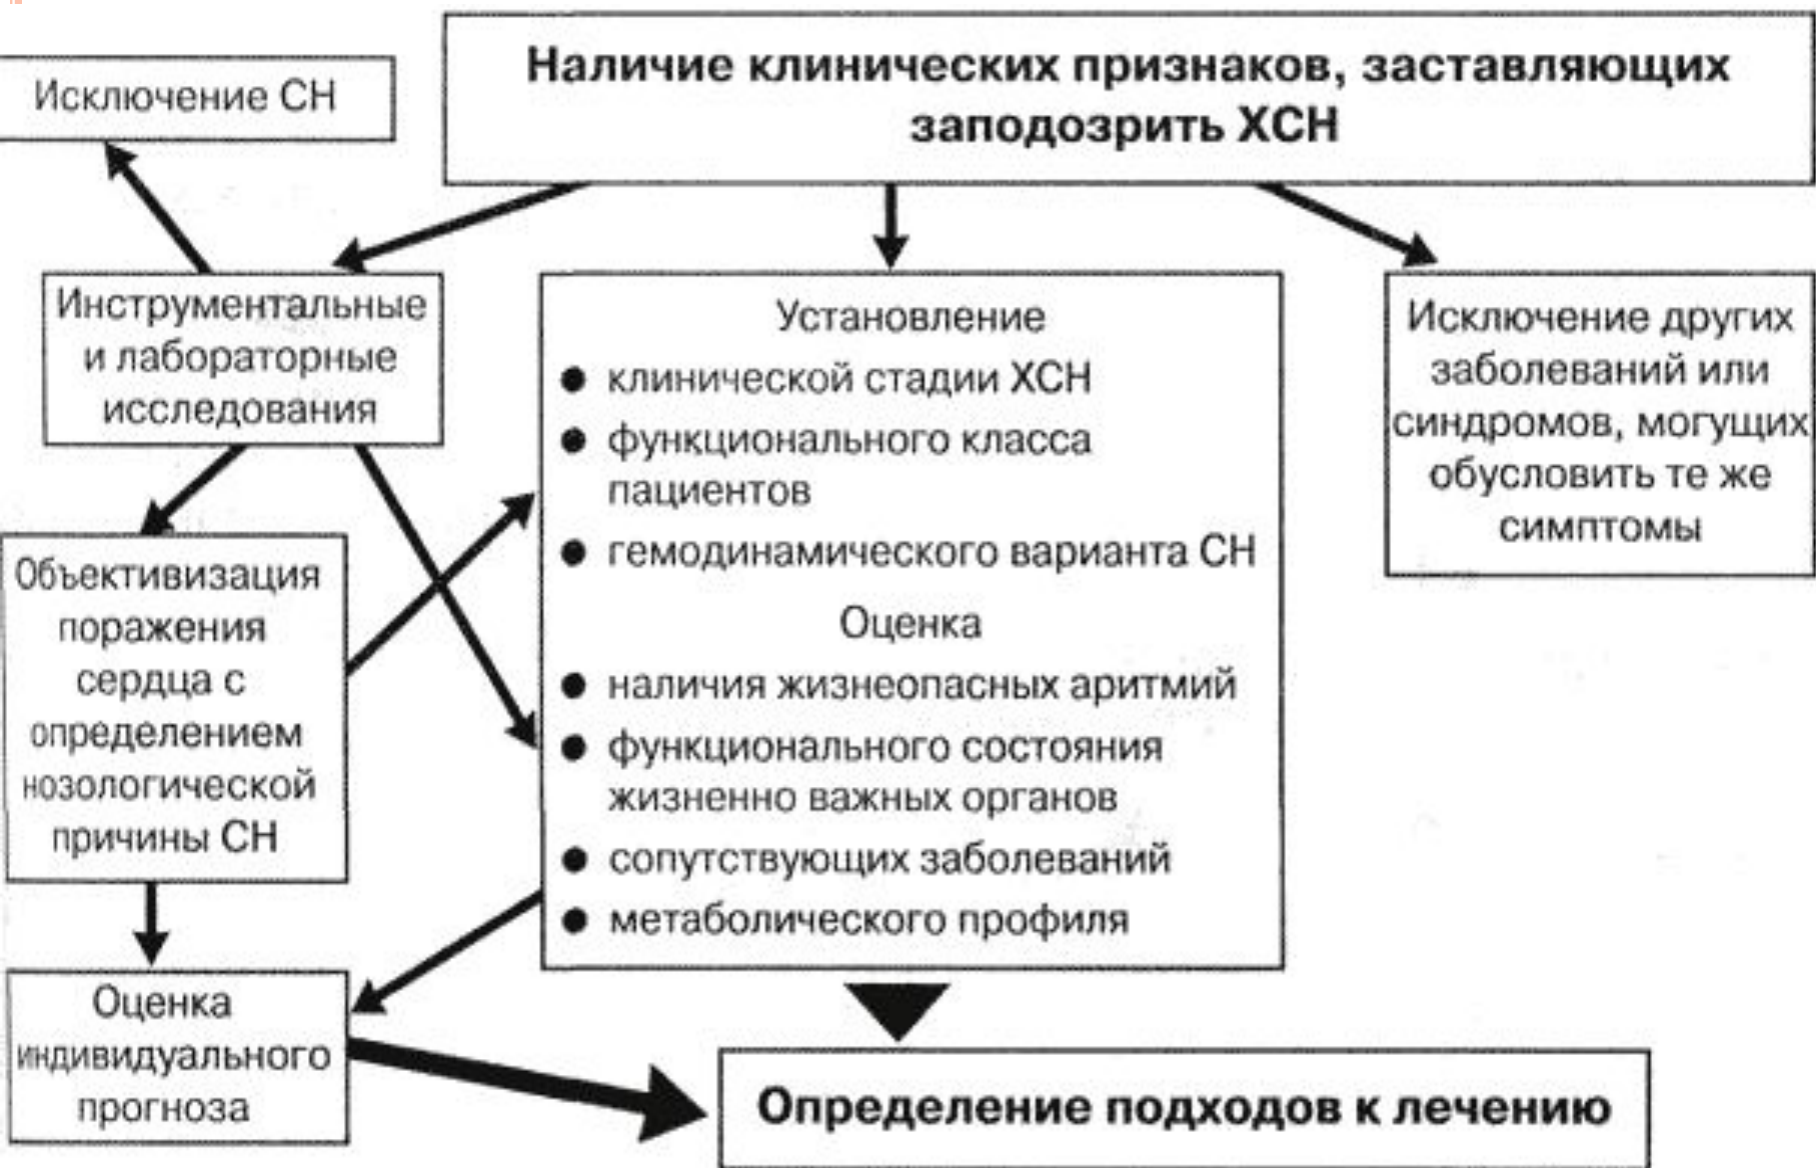 Исключение СН
Наличие клинических признаков, заставляющих
заподозрить ХСН
Инструментальные
и лабораторные
исследования
Установление
● клинической стадии ХСН
● функционального класса
пациентов
● гемодинамического варианта СН
Оценка
● наличия жизнеопасных аритмий
● функционального состояния
жизненно важных органов
● сопутствующих заболеваний
● метаболического профиля
Исключение других
заболеваний или
синдромов, могущих
обусловить те же
симптомы
Объективизация
поражения
сердца с
определением
нозологической
причины СН
Оценка
индивидуального
прогноза
Определение подходов к лечению